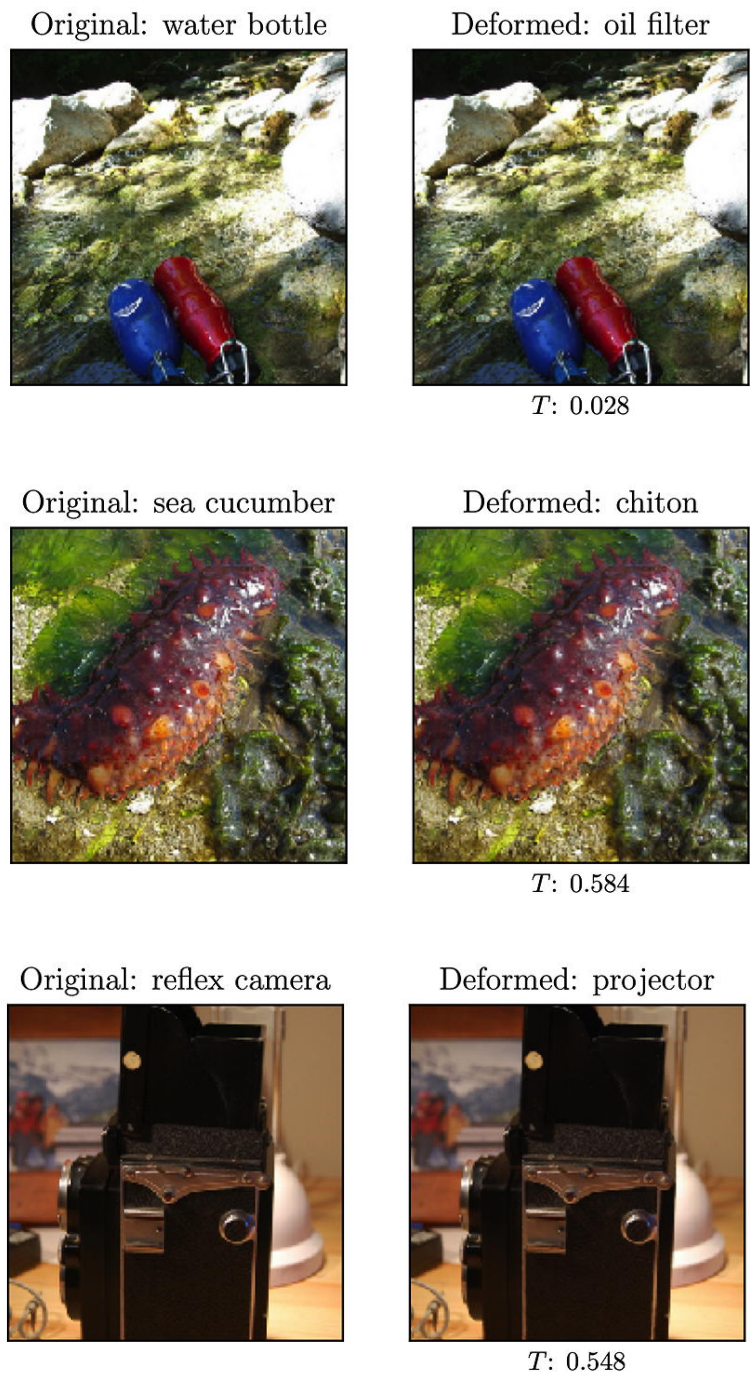 Original: water bottle
Deformed: oil filter
T: 0.028
Original: sea cucumber
Deformed: chiton
T: 0.584
Original: reflex camera
Deformed: projector
T: 0.548